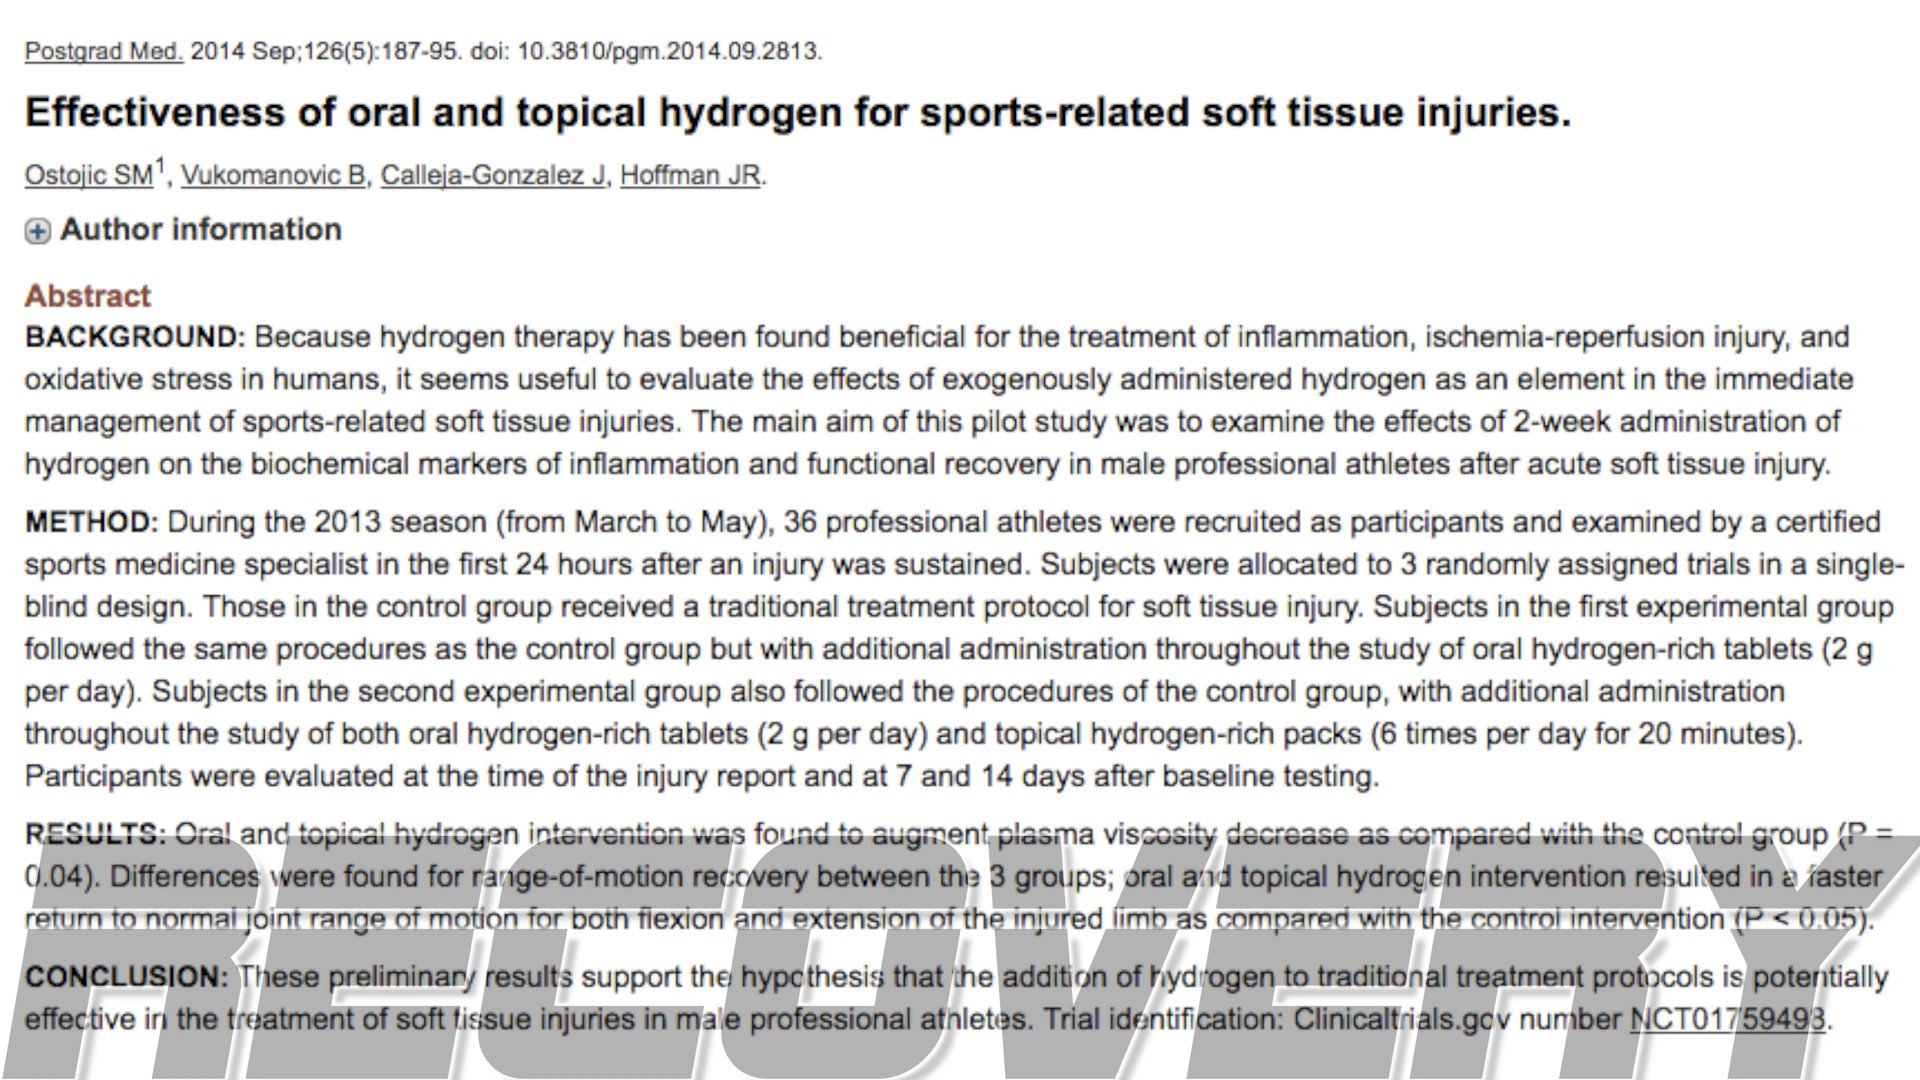 Postgrad Med. 2014 Sep;126(5):187-95. doi: 10.3810/pgm.2014.09.2813.
Effectiveness of oral and topical hydrogen for sports-related soft tissue injuries.
Ostojic SM1, Vukomanovic B, Calleja-Gonzalez J, Hoffman JR.
Author information
Abstract
BACKGROUND: Because hydrogen therapy has been found beneficial for the treatment of inflammation, ischemia-reperfusion injury, and
oxidative stress in humans, it seems useful to evaluate the effects of exogenously administered hydrogen as an element in the immediate
management of sports-related soft tissue injuries. The main aim of this pilot study was to examine the effects of 2-week administration of
hydrogen on the biochemical markers of inflammation and functional recovery in male professional athletes after acute soft tissue injury.
METHOD: During the 2013 season (from March to May), 36 professional athletes were recruited as participants and examined by a certified
sports medicine specialist in the first 24 hours after an injury was sustained. Subjects were allocated to 3 randomly assigned trials in a single-
blind design. Those in the control group received a traditional treatment protocol for soft tissue injury. Subjects in the first experimental group
followed the same procedures as the control group but with additional administration throughout the study of oral hydrogen-rich tablets (2 g
per day). Subjects in the second experimental group also followed the procedures of the control group, with additional administration
throughout the study of both oral hydrogen-rich tablets (2 g per day) and topical hydrogen-rich packs (6 times per day for 20 minutes).
Participants were evaluated at the time of the injury report and at 7 and 14 days after baseline testing.
RESULTS: Oral and topical hydrogen intervention was found to augment plasma viscosity decrease as compared with the control group (P =
0.04). Differences were found for range-of-motion recovery between the 3 groups; oral and topical hydrogen intervention resulted in a faster
return to normal joint range of motion for both flexion and extension of the injured limb as compared with the control intervention (P < 0.05).
CONCLUSION: These preliminary results support the hypothesis that the addition of hydrogen to traditional treatment protocols is potentially
effective in the treatment of soft tissue injuries in male professional athletes. Trial identification: Clinicaltrials.gov number NCT01759498.
RECOVERY